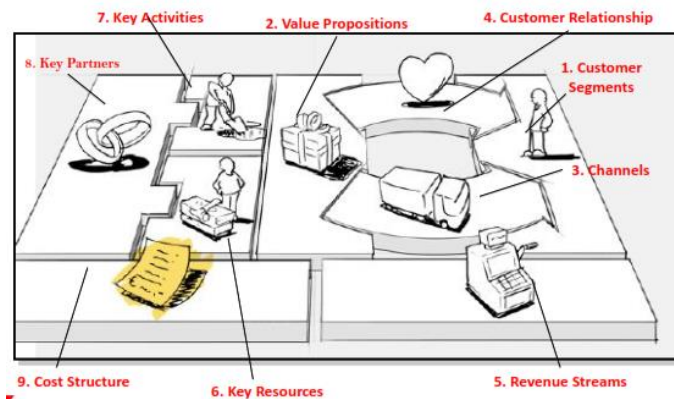 7. Key Activities
2. Value Propositions
4. Customer Relationship
8. Key Partners
1. Customer
Segments
3. Channels
9. Cost Structure
6. Key Resources
5. Revenue Streams